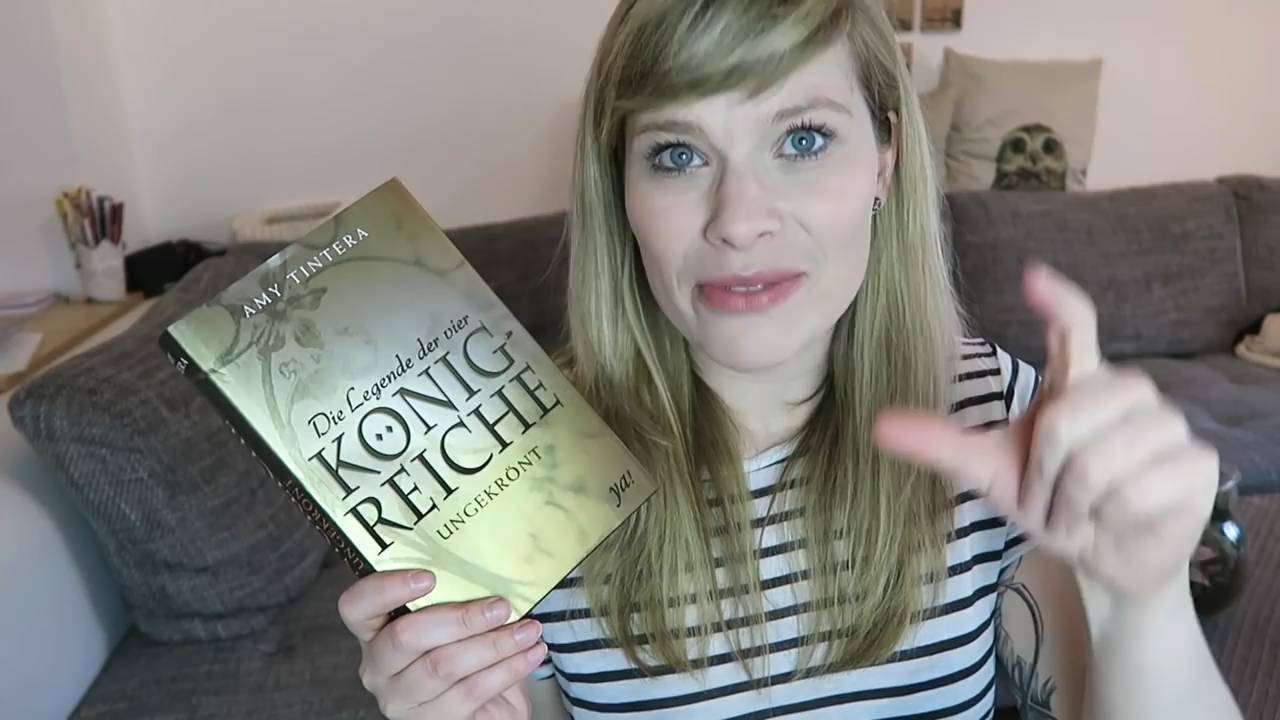 AMY TINTERA
Die Legende der vier
KÖNIG-
REICHE
UNGEKRÖNT
ya!
UNGEKRÖNT